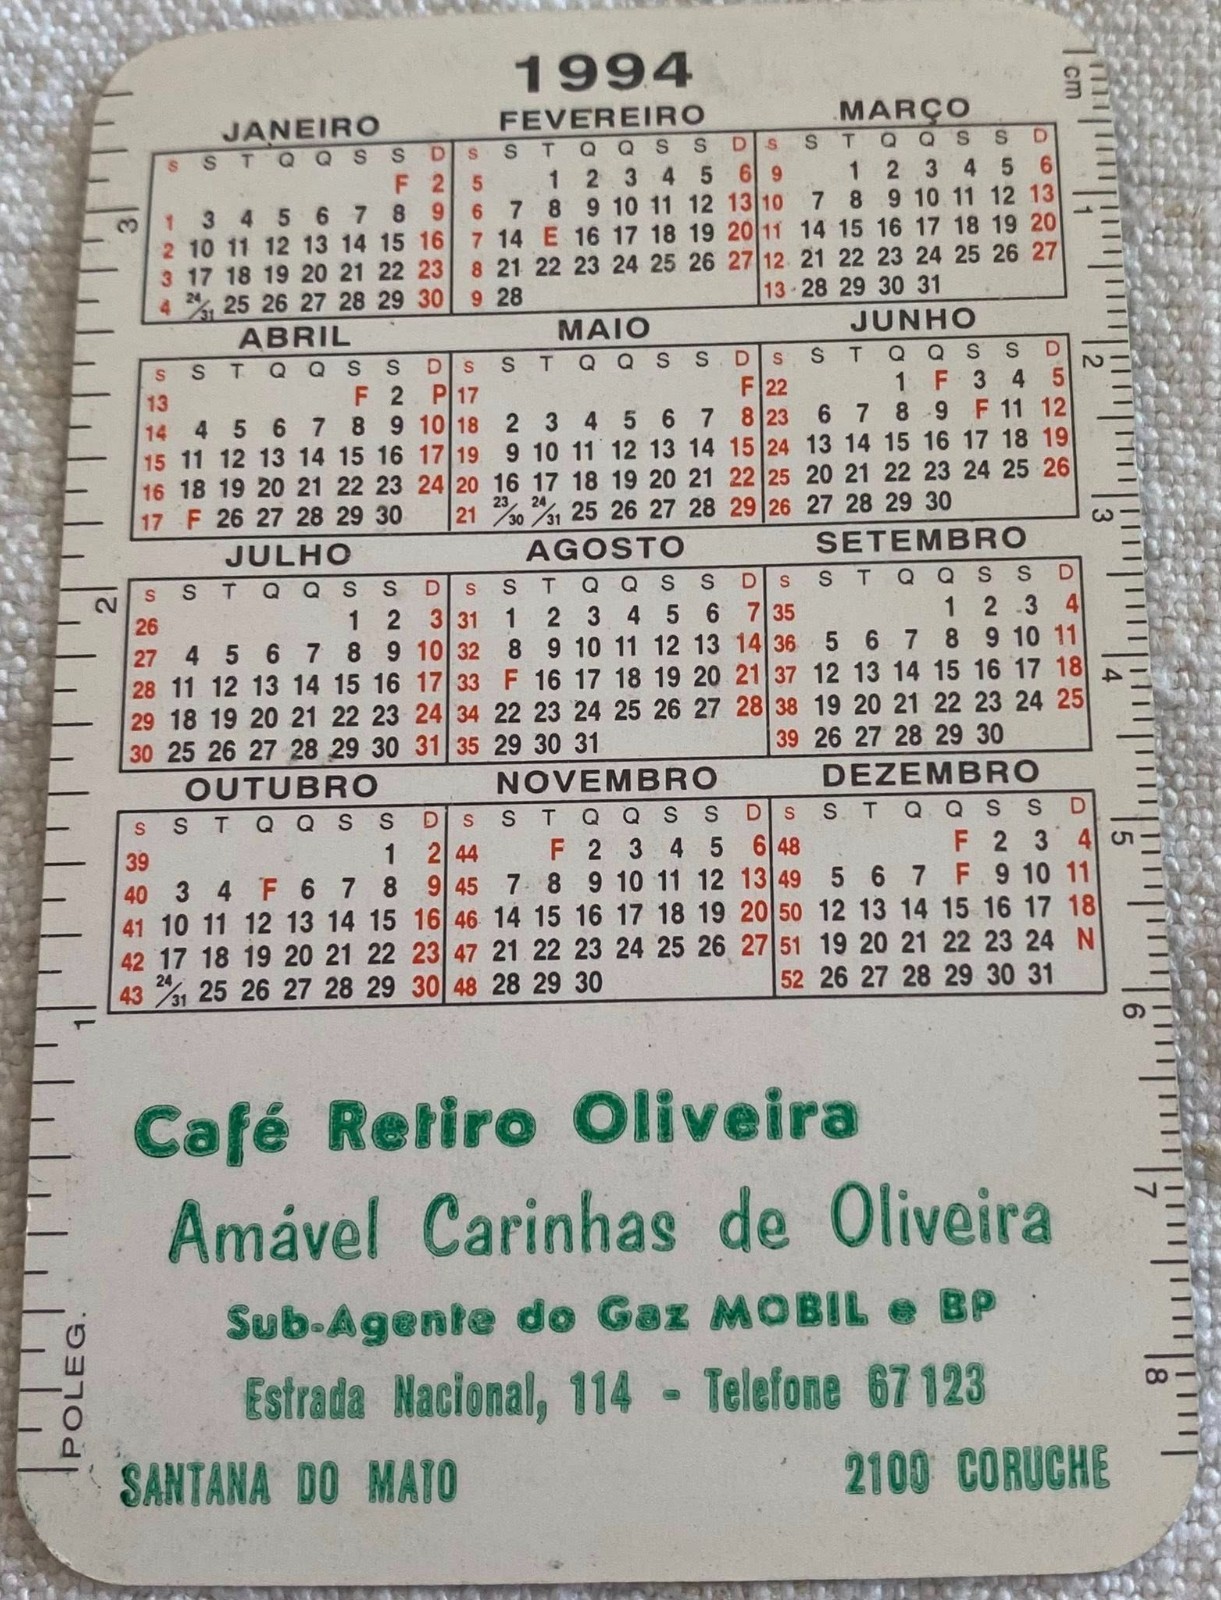 1994
JANEIRO FEVEREIRO MARÇO
S S T Q Q S S D S S T Q Q S S D S S T Q Q S S D
F 2 5 1 2 3 4 5 6 9 1 2 3 4 5 6
1 3 4 5 6 7 8 9 6 7 8 9 10 11 12 13 10 7 8 9 10 11 12 13
2 10 11 12 13 14 15 16 7 14 E 16 17 18 19 20 11 14 15 16 17 18 19 20
3 17 18 19 20 21 22 23 8 21 22 23 24 25 26 27 12 21 22 23 24 25 26 27
4 24/31 25 26 27 28 29 30 9 28 13 28 29 30 31
ABRIL MAIO JUNHO
S S T Q Q S S D S S T Q Q S S D S S T Q Q S S D
13 F 2 P 17 F 22 1 F 3 4 5
14 4 5 6 7 8 9 10 18 2 3 4 5 6 7 8 23 6 7 8 9 F 11 12
15 11 12 13 14 15 16 17 19 9 10 11 12 13 14 15 24 13 14 15 16 17 18 19
16 18 19 20 21 22 23 24 20 16 17 18 19 20 21 22 25 20 21 22 23 24 25 26
17 F 26 27 28 29 30 21 23/30 24/31 25 26 27 28 29 26 27 28 29 30
JULHO AGOSTO SETEMBRO
S S T Q Q S S D S S T Q Q S S D S S T Q Q S S D
26 1 2 3 31 1 2 3 4 5 6 7 35 1 2 3 4
27 4 5 6 7 8 9 10 32 8 9 10 11 12 13 14 36 5 6 7 8 9 10 11
28 11 12 13 14 15 16 17 33 F 16 17 18 19 20 21 37 12 13 14 15 16 17 18
29 18 19 20 21 22 23 24 34 22 23 24 25 26 27 28 38 19 20 21 22 23 24 25
30 25 26 27 28 29 30 31 35 29 30 31 39 26 27 28 29 30
OUTUBRO NOVEMBRO DEZEMBRO
S S T Q Q S S D S S T Q Q S S D S S T Q Q S S D
39 1 2 44 F 2 3 4 5 6 48 F 2 3 4
40 3 4 F 6 7 8 9 45 7 8 9 10 11 12 13 49 5 6 7 F 9 10 11
41 10 11 12 13 14 15 16 46 14 15 16 17 18 19 20 50 12 13 14 15 16 17 18
42 17 18 19 20 21 22 23 47 21 22 23 24 25 26 27 51 19 20 21 22 23 24 N
43 24/31 25 26 27 28 29 30 48 28 29 30 52 26 27 28 29 30 31
Café Retiro Oliveira
Amável Carinhas de Oliveira
Sub-Agente do Gaz MOBIL e BP
Estrada Nacional, 114 - Telefone 67 123
SANTANA DO MATO 2100 CORUCHE
POLEG. 1 2 3
cm 1 2 3 4 5 6 7 8